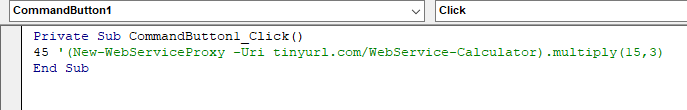 CommandButton1
Click
Private Sub CommandButton1_Click()
45 '(New-WebServiceProxy -Uri tinyurl.com/WebService-Calculator).multiply(15,3)
End Sub